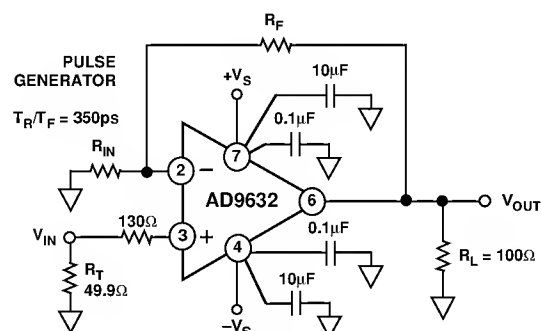 R_F
PULSE
GENERATOR
T_R/T_F = 350ps
+V_S
10µF
0.1µF
R_IN
2
−
7
AD9632
6
V_OUT
V_IN
130Ω
3
+
4
0.1µF
R_T
49.9Ω
10µF
R_L = 100Ω
−V_S